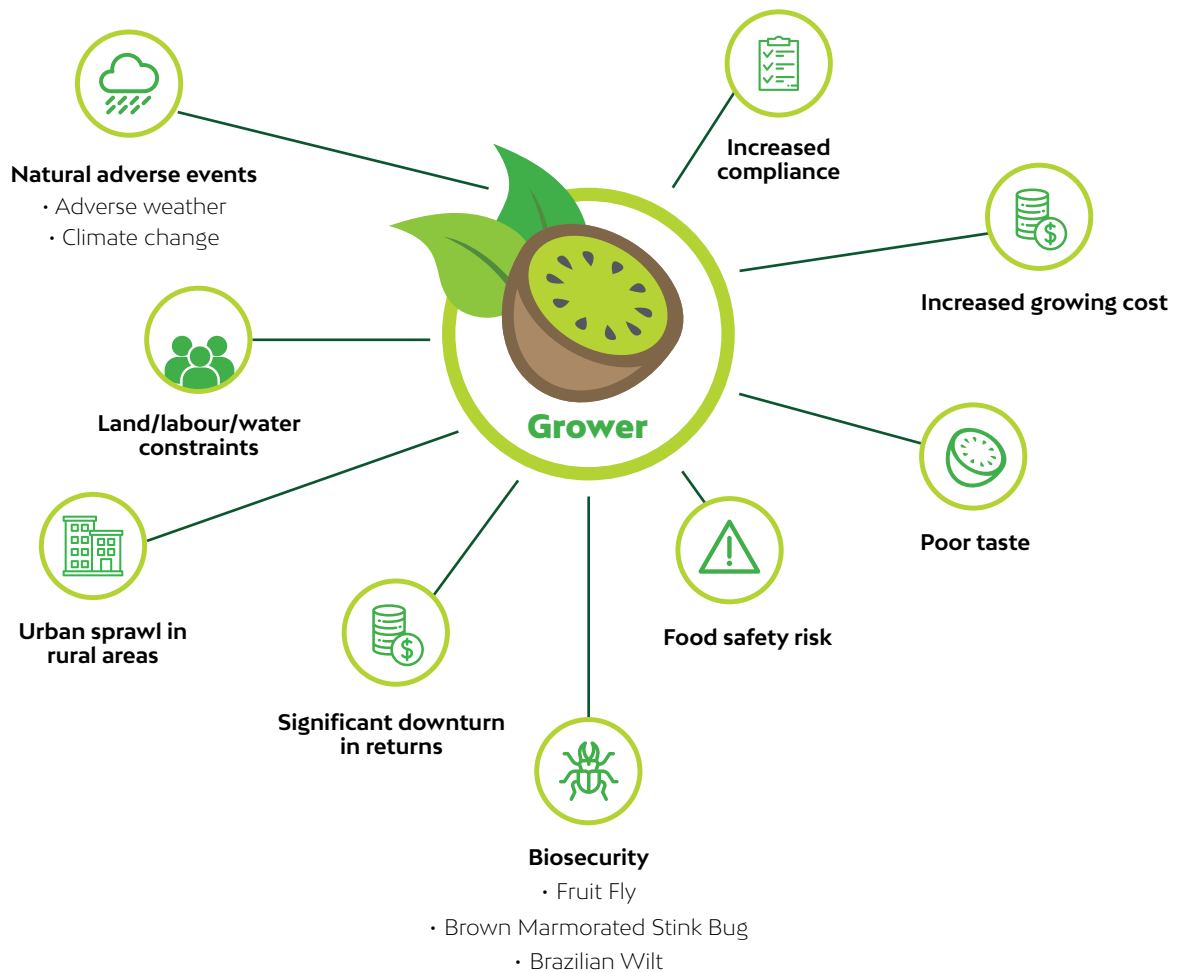 Natural adverse events
• Adverse weather
• Climate change
Increased
compliance
Increased growing cost
Land/labour/water
constraints
Grower
Poor taste
Urban sprawl in
rural areas
Food safety risk
Significant downturn
in returns
Biosecurity
• Fruit Fly
• Brown Marmorated Stink Bug
• Brazilian Wilt